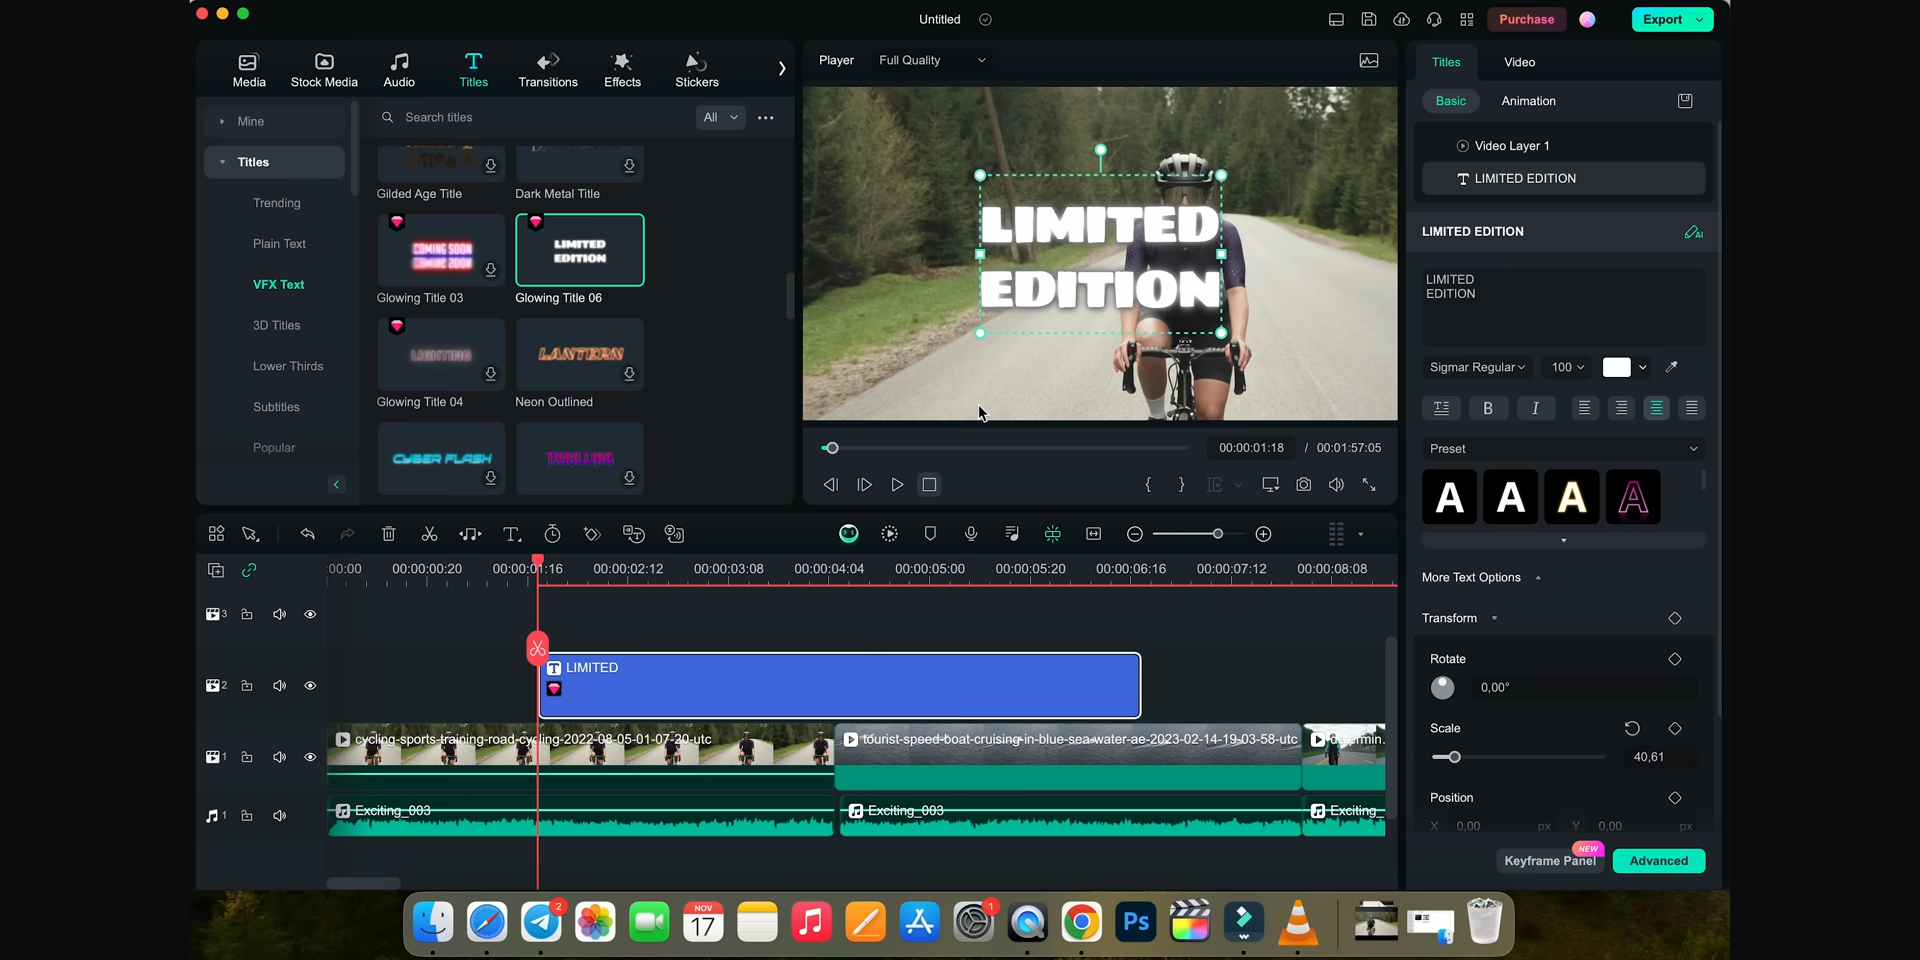 Untitled
Purchase
Export
Media
Stock Media
Audio
Titles
Transitions
Effects
Stickers
Mine
Titles
Trending
Plain Text
VFX Text
3D Titles
Lower Thirds
Subtitles
Popular
Search titles
All
Gilded Age Title
Dark Metal Title
COMING SOON
LIMITED
EDITION
Glowing Title 03
Glowing Title 06
LIGHTING
LANTERN
Glowing Title 04
Neon Outlined
CYBER FLASH
THRILLING
Player
Full Quality
LIMITED
EDITION
00:00:01:18 / 00:01:57:05
Titles
Video
Basic
Animation
Video Layer 1
LIMITED EDITION
LIMITED EDITION
AI
LIMITED
EDITION
Sigmar Regular
100
B
I
Preset
A A A A
More Text Options
Transform
Rotate
0,00°
Scale
40,61
Position
X 0,00 px Y 0,00 px
NEW
Keyframe Panel
Advanced
:00:00 00:00:00:20 00:00:01:16 00:00:02:12 00:00:03:08 00:00:04:04 00:00:05:00 00:00:05:20 00:00:06:16 00:00:07:12 00:00:08:08
3
2
LIMITED
1
cycling-sports-training-road-cycling-2022-08-05-01-07-20-utc
tourist-speed-boat-cruising-in-blue-sea-water-ae-2023-02-14-19-03-58-utc
1
Exciting_003
Exciting_003
Exciting_
2
NOV
17
1
Ps